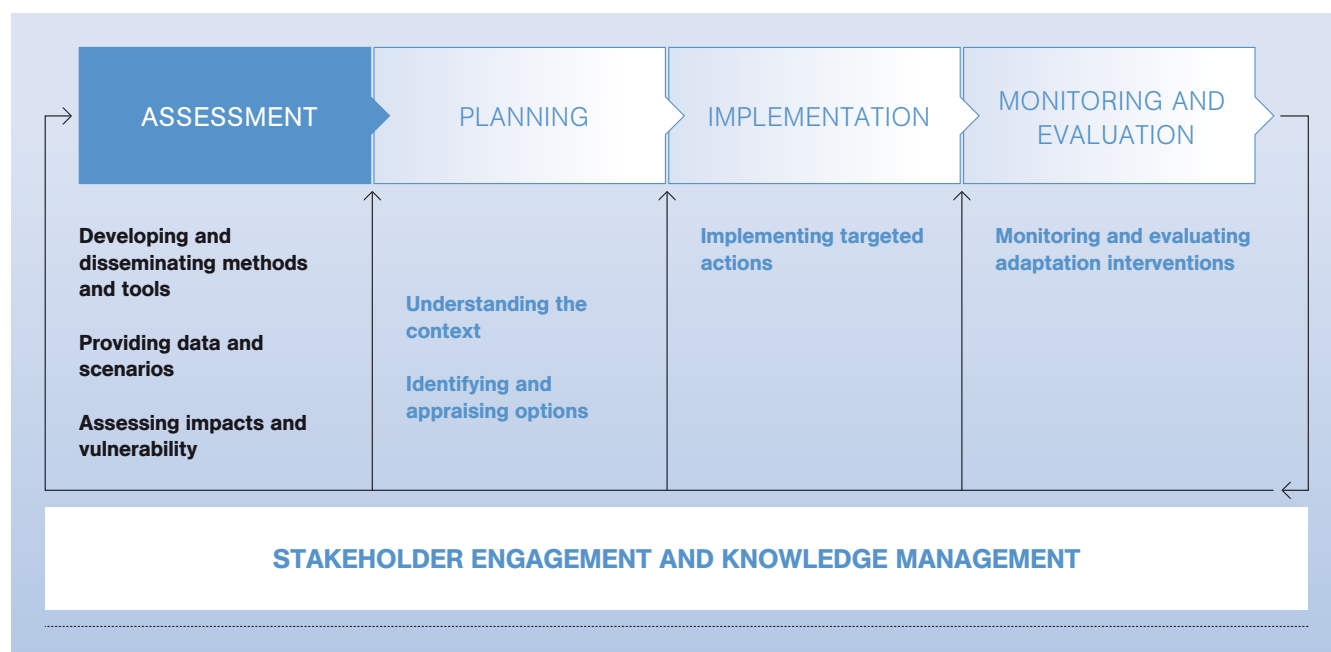 ASSESSMENT
PLANNING
IMPLEMENTATION
MONITORING AND
EVALUATION
Developing and
disseminating methods
and tools
Providing data and
scenarios
Assessing impacts and
vulnerability
Understanding the
context
Identifying and
appraising options
Implementing targeted
actions
Monitoring and evaluating
adaptation interventions
STAKEHOLDER ENGAGEMENT AND KNOWLEDGE MANAGEMENT